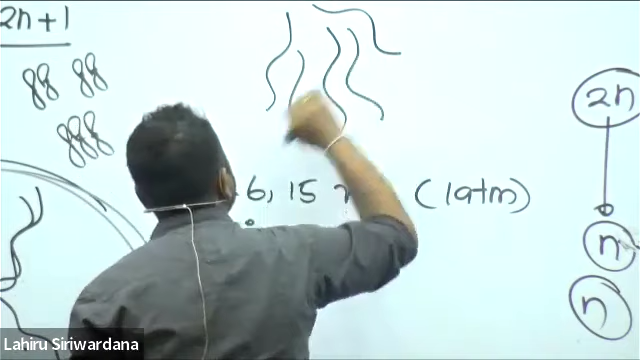 2n+1
2n
6, 15 (1atm)
n
n
Lahiru Siriwardana